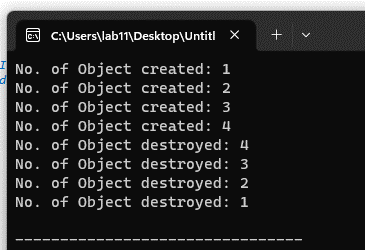 C:\Users\lab11\Desktop\Untitl
No. of Object created: 1
No. of Object created: 2
No. of Object created: 3
No. of Object created: 4
No. of Object destroyed: 4
No. of Object destroyed: 3
No. of Object destroyed: 2
No. of Object destroyed: 1
--------------------------------